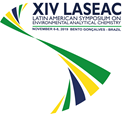 XIV LASEAC
LATIN AMERICAN SYMPOSIUM ON
ENVIRONMENTAL ANALYTICAL CHEMISTRY
NOVEMBER 4-8, 2018 BENTO GONÇALVES - BRAZIL